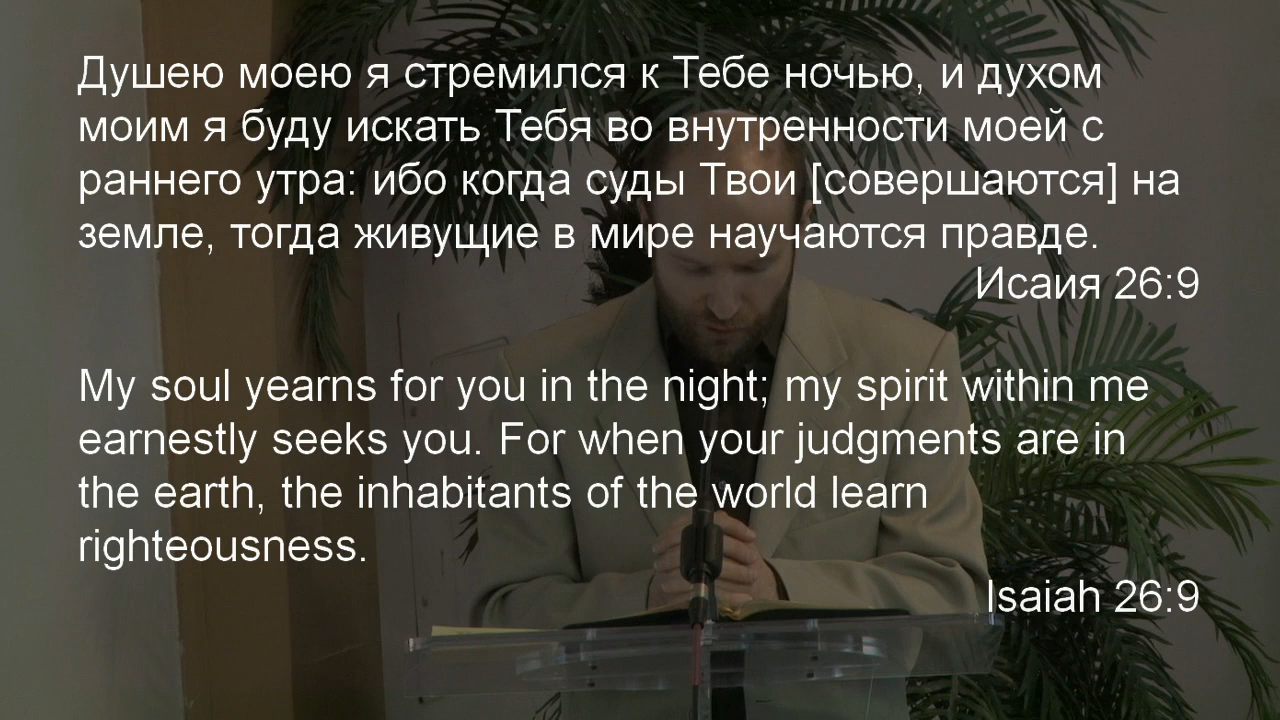 Душею моею я стремился к Тебе ночью, и духом
моим я буду искать Тебя во внутренности моей с
раннего утра: ибо когда суды Твои [совершаются] на
земле, тогда живущие в мире научаются правде.
Исаия 26:9
My soul yearns for you in the night; my spirit within me
earnestly seeks you. For when your judgments are in
the earth, the inhabitants of the world learn
righteousness.
Isaiah 26:9